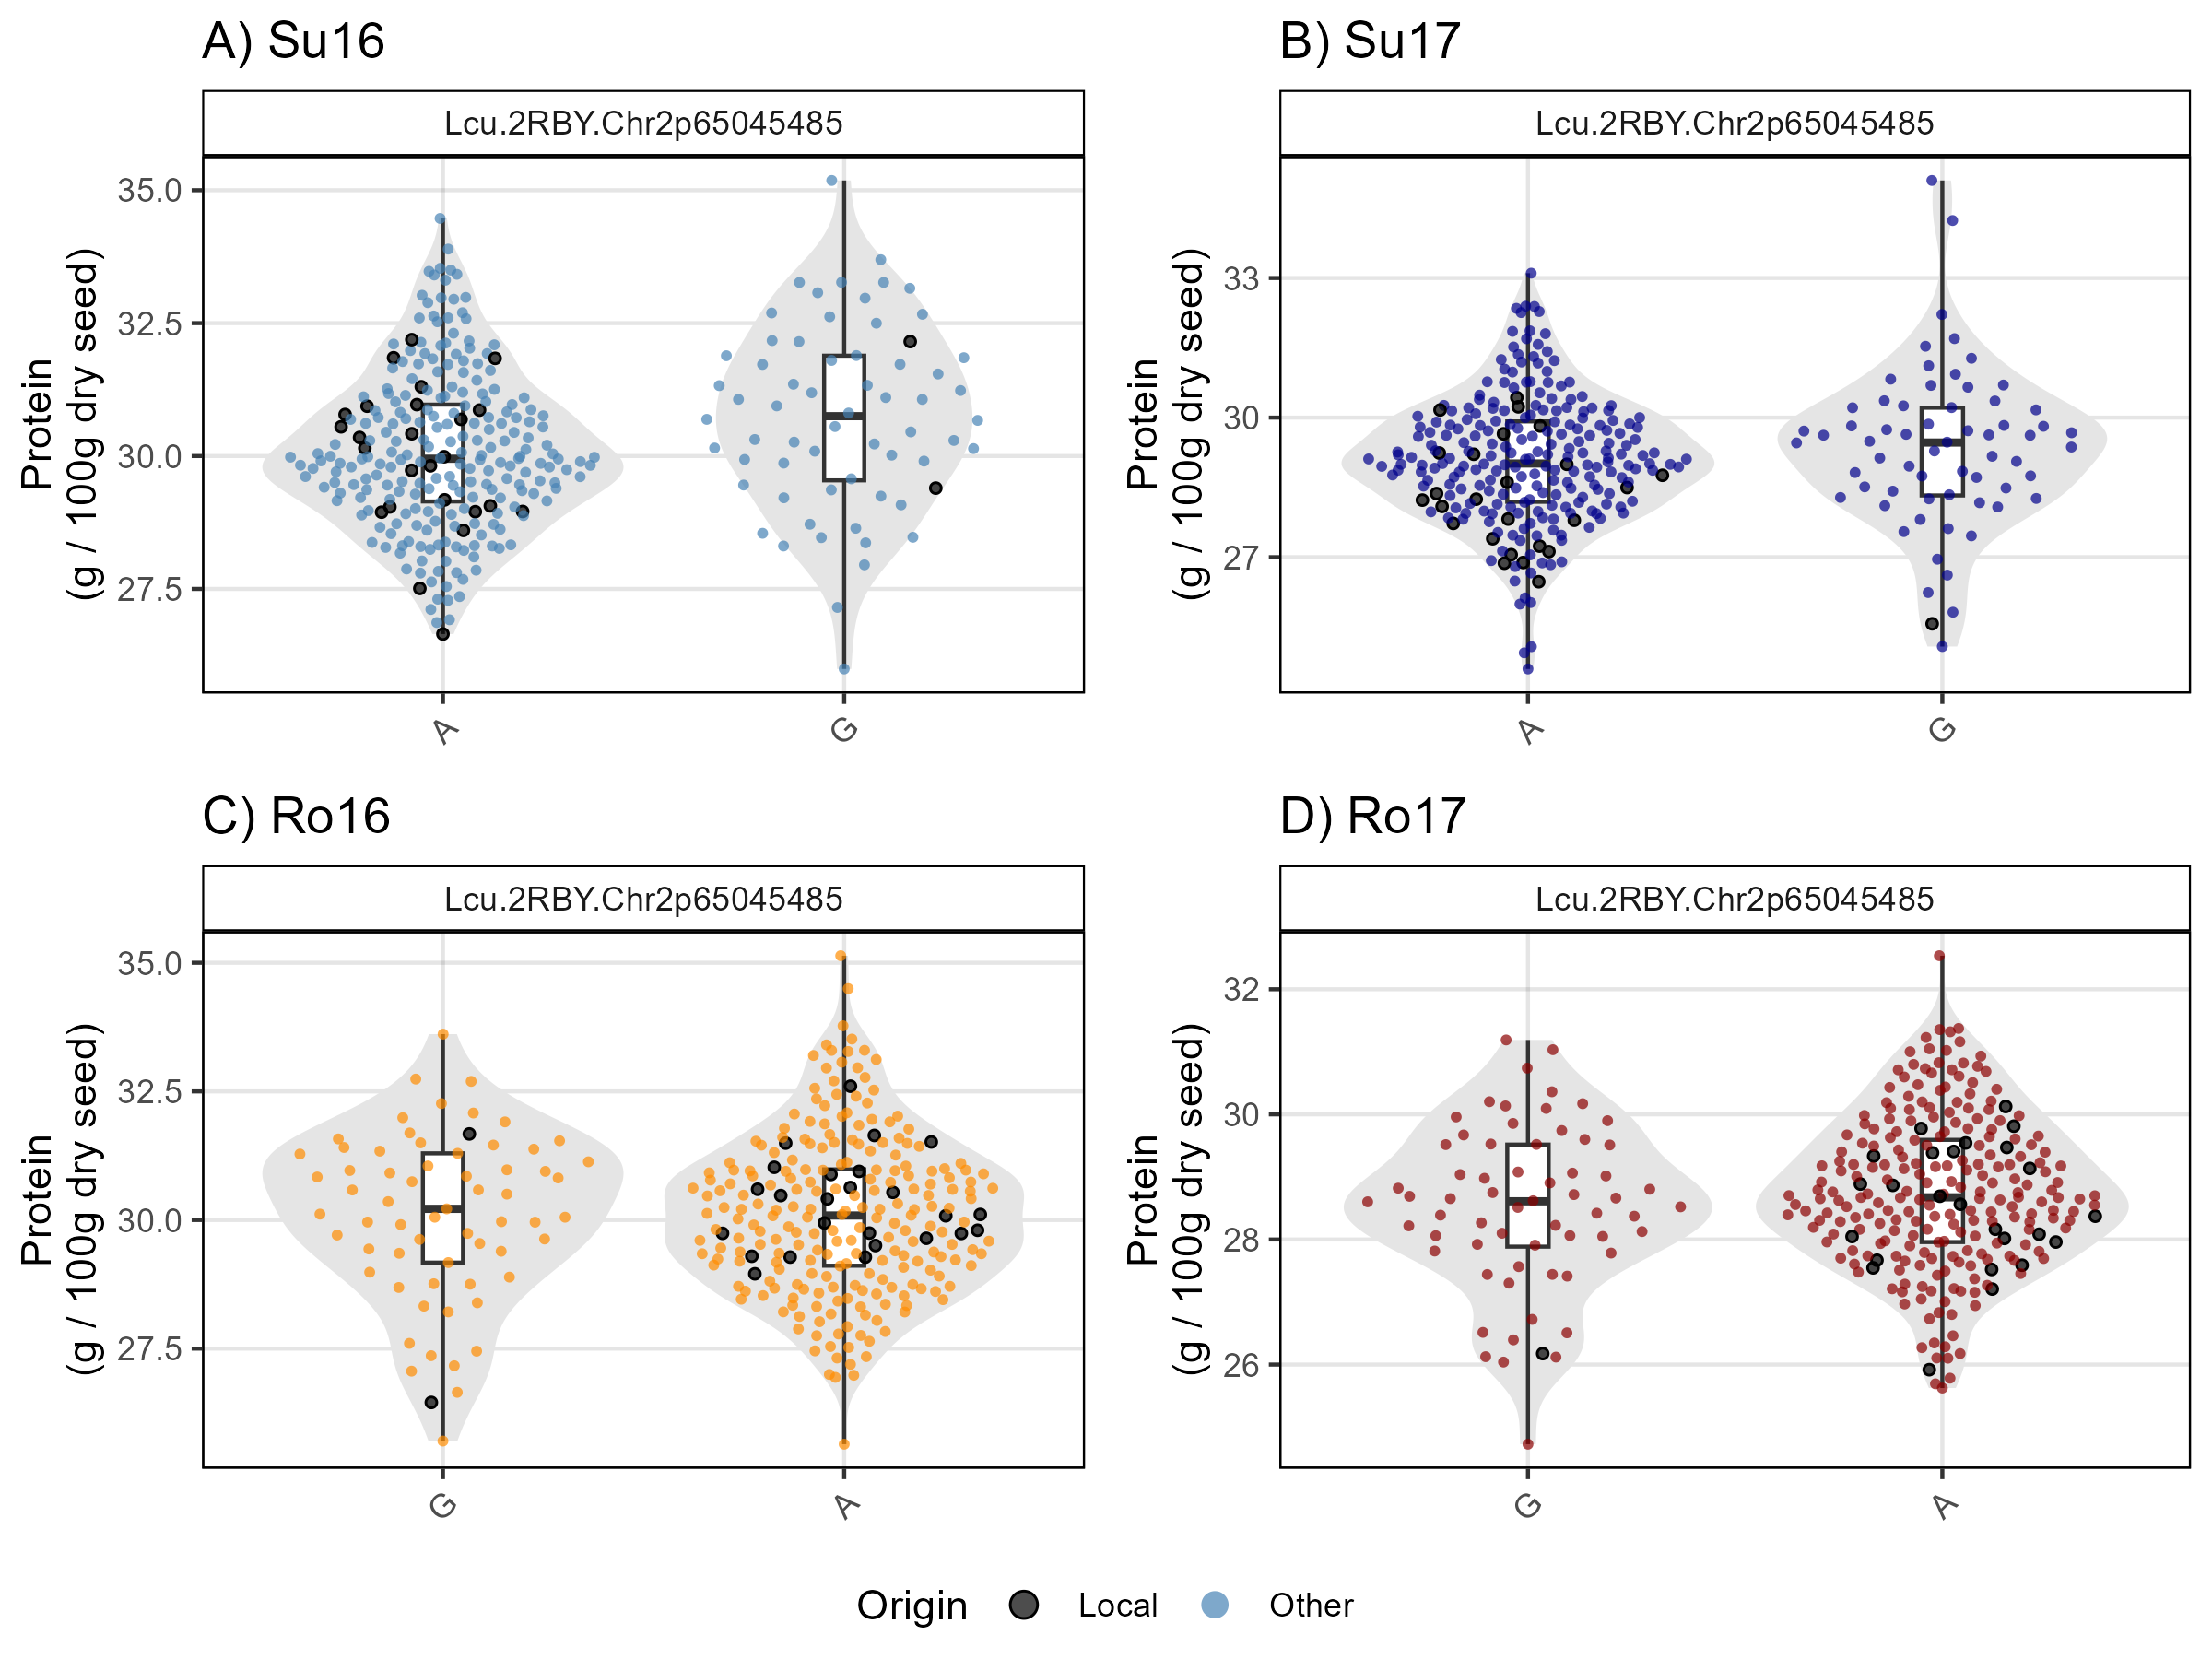 A) Su16
Lcu.2RBY.Chr2p65045485
Protein
(g / 100g dry seed)
35.0
32.5
30.0
27.5
A
G
B) Su17
Lcu.2RBY.Chr2p65045485
Protein
(g / 100g dry seed)
33
30
27
A
G
C) Ro16
Lcu.2RBY.Chr2p65045485
Protein
(g / 100g dry seed)
35.0
32.5
30.0
27.5
G
A
D) Ro17
Lcu.2RBY.Chr2p65045485
Protein
(g / 100g dry seed)
32
30
28
26
G
A
Origin Local Other